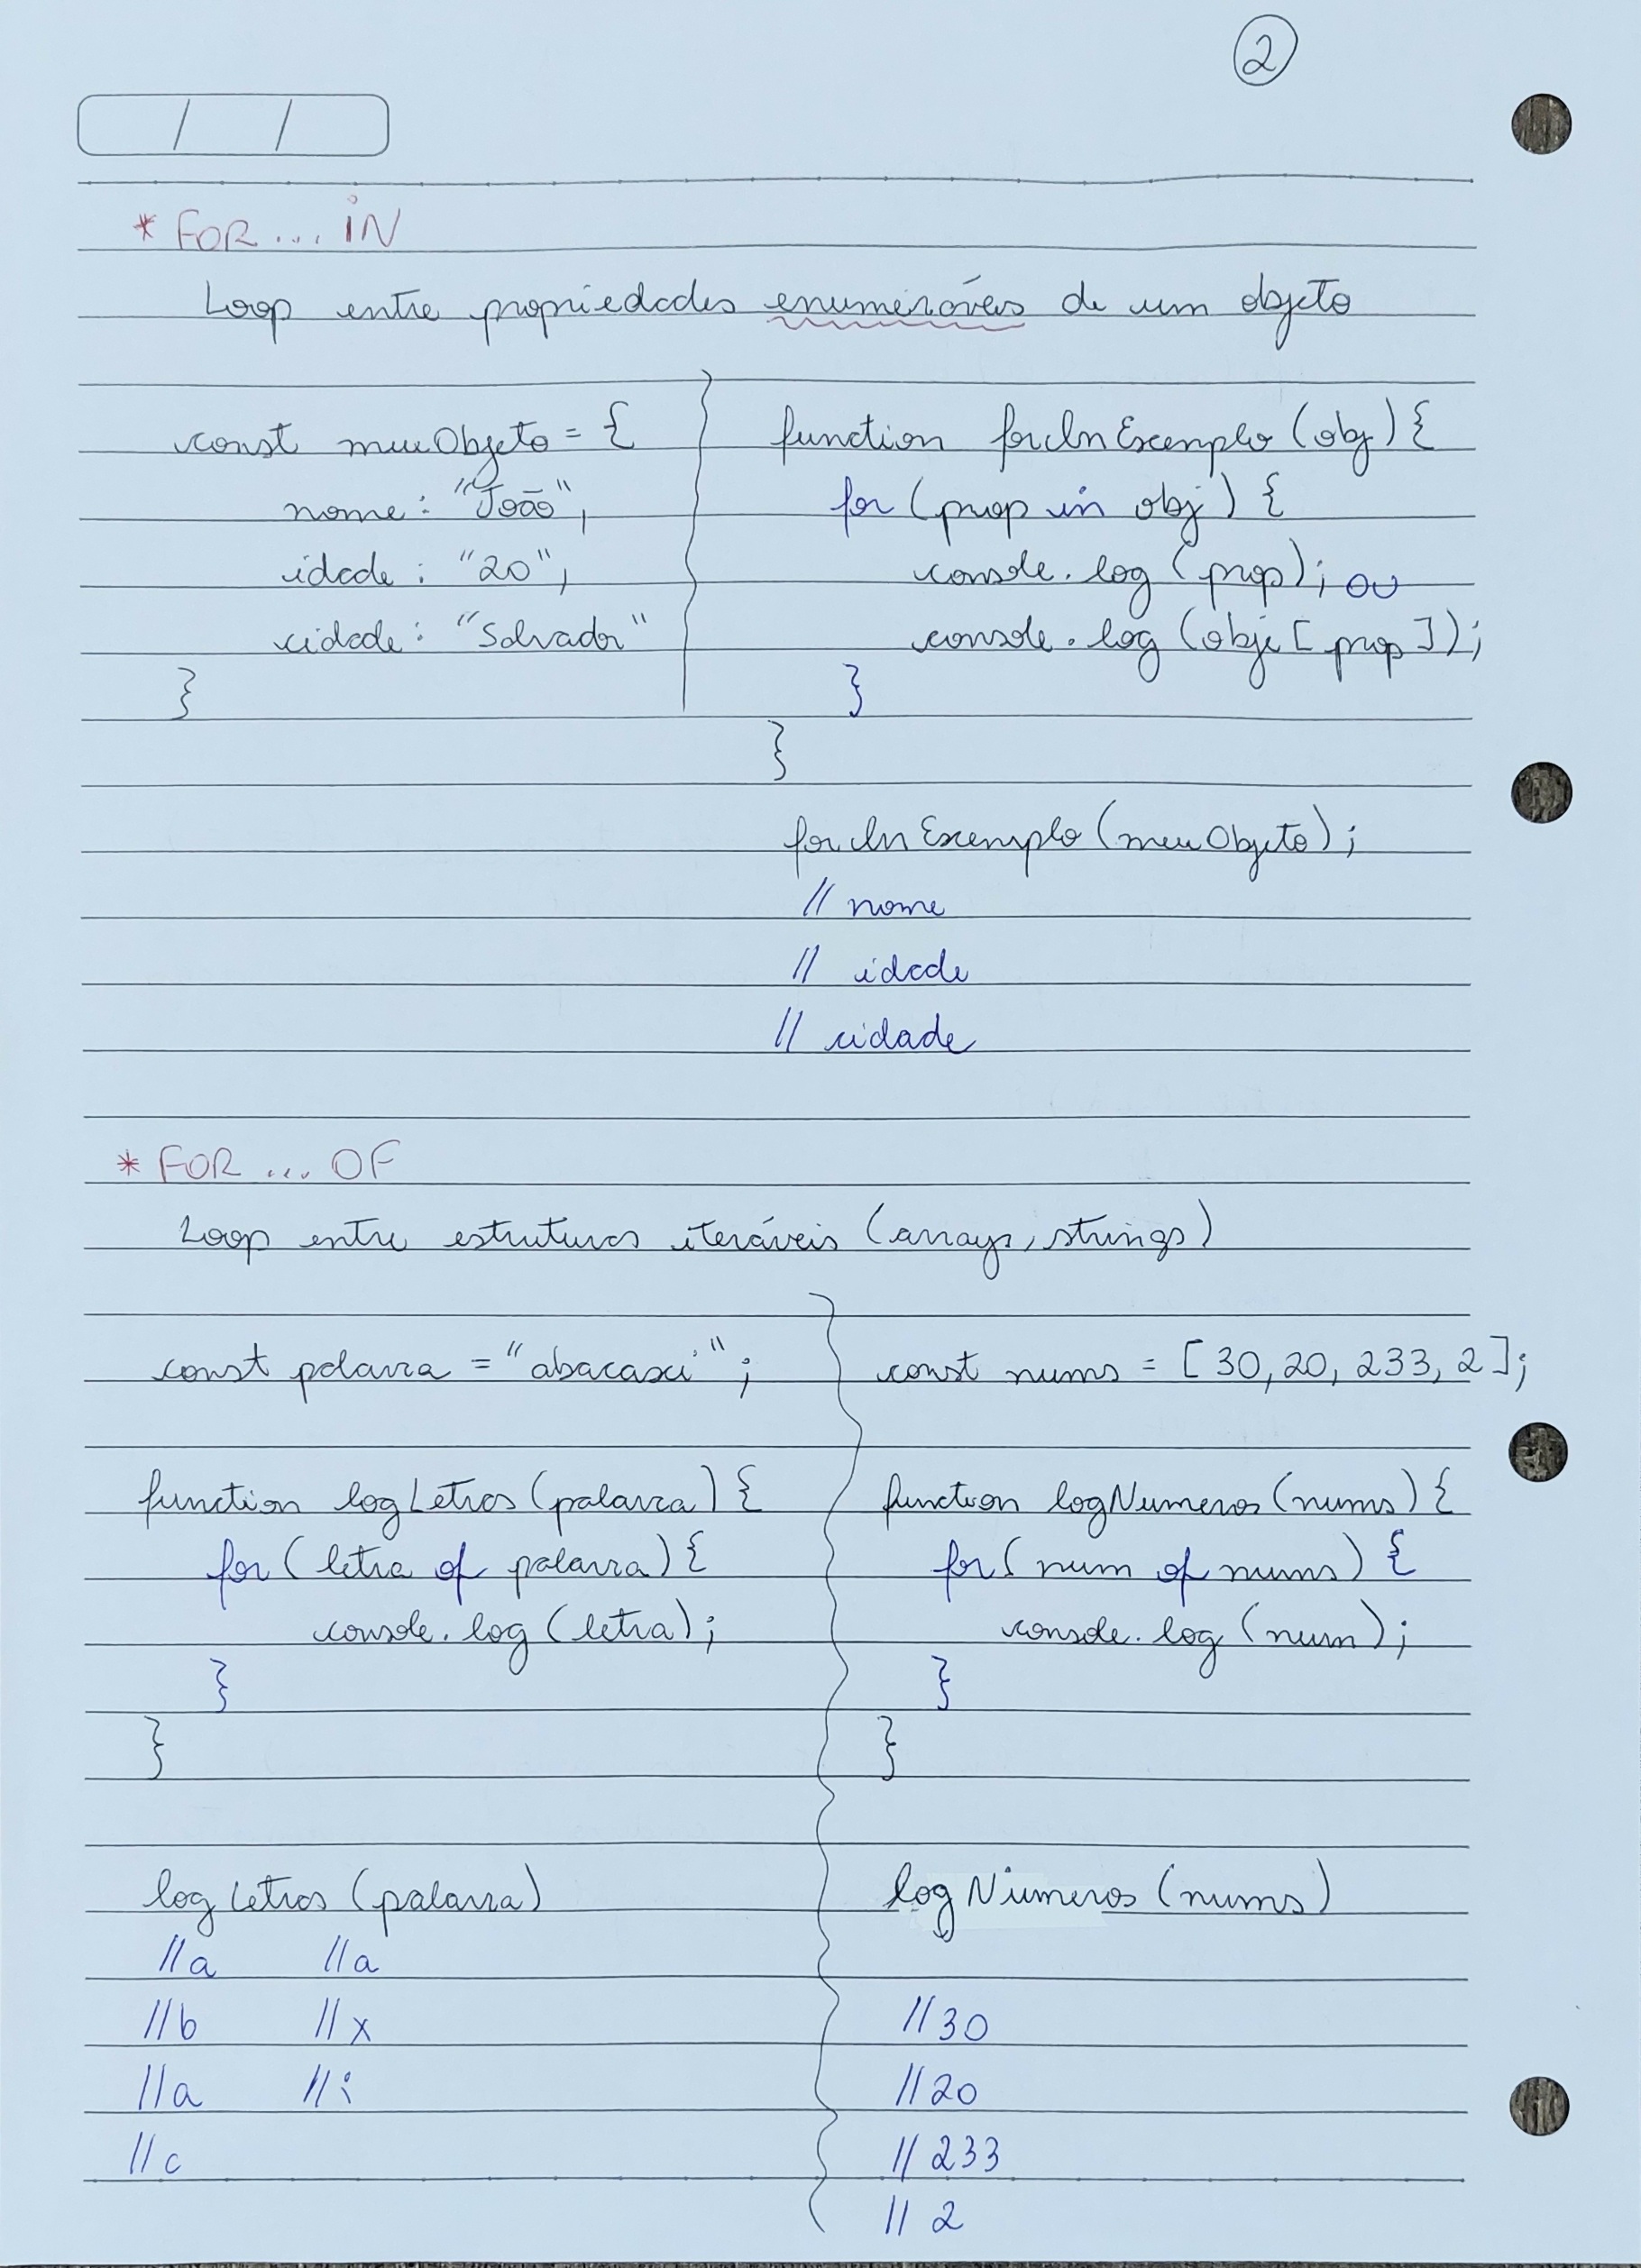 2
/ /
* FOR ... IN
Loop entre propriedades enumeráveis de um objeto
const meuObjeto = {
nome: "João",
idade: "20",
cidade: "Salvador"
}
function forInExemplo (obj) {
for (prop in obj) {
console.log (prop); ou
console.log (obj [prop]);
}
}
forInExemplo (meuObjeto);
// nome
// idade
// cidade
* FOR ... OF
Loop entre estruturas iteráveis (arrays, strings)
const palavra = "abacaxi";
function logLetras (palavra) {
for (letra of palavra) {
console.log (letra);
}
}
logLetras (palavra)
//a //a
//b //x
//a //i
//c
const nums = [30, 20, 233, 2];
function logNumeros (nums) {
for (num of nums) {
console.log (num);
}
}
logNúmeros (nums)
//30
//20
//233
//2